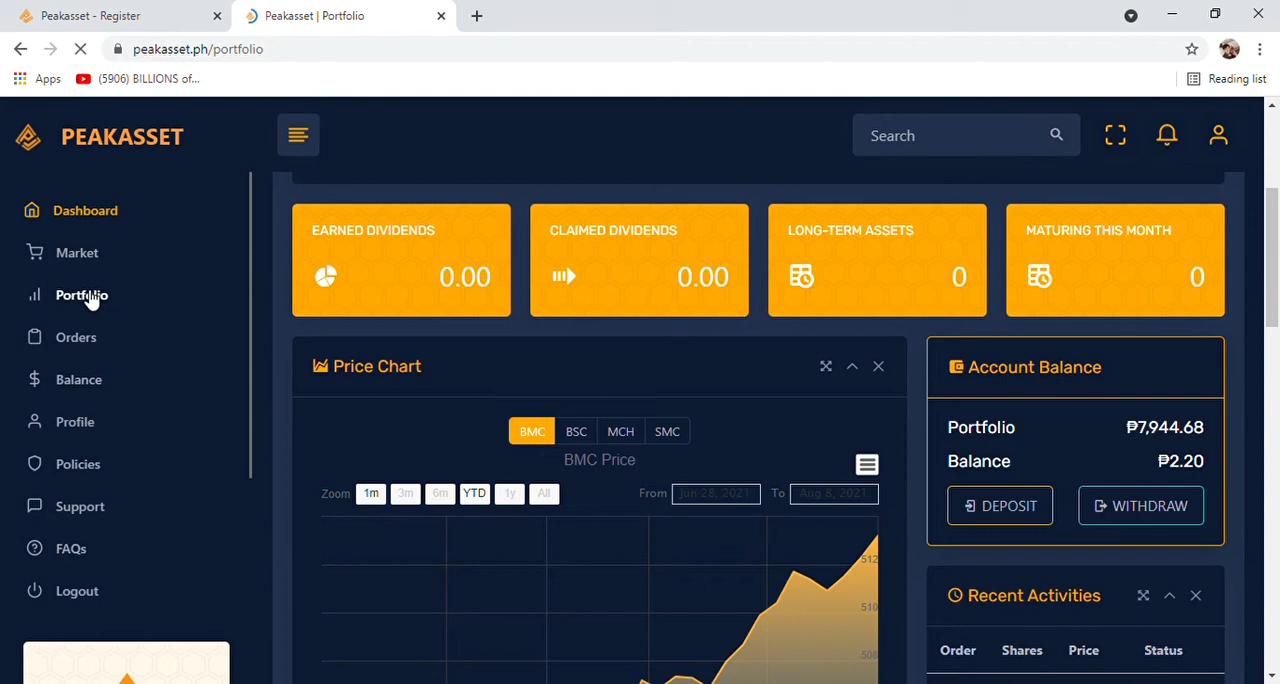 Peakasset - Register
Peakasset | Portfolio
peakasset.ph/portfolio
Apps
(5906) BILLIONS of...
Reading list
PEAKASSET
Search
Dashboard
Market
Portfolio
Orders
Balance
Profile
Policies
Support
FAQs
Logout
EARNED DIVIDENDS
0.00
CLAIMED DIVIDENDS
0.00
LONG-TERM ASSETS
0
MATURING THIS MONTH
0
Price Chart
BMC BSC MCH SMC
BMC Price
Zoom 1m 3m 6m YTD 1y All From Jun 28, 2021 To Aug 8, 2021
512
510
508
Account Balance
Portfolio ₱7,944.68
Balance ₱2.20
DEPOSIT WITHDRAW
Recent Activities
Order Shares Price Status